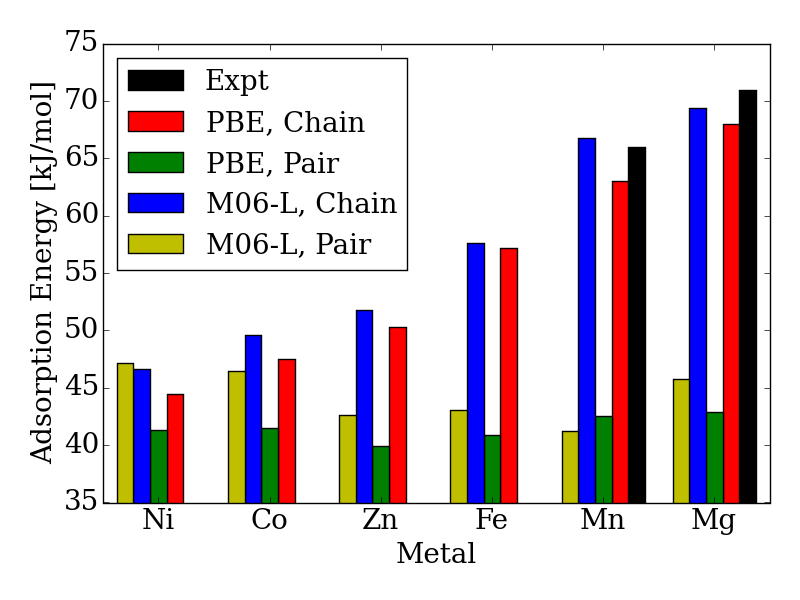 75
70
65
60
55
50
45
40
35
Adsorption Energy [kJ/mol]
Expt
PBE, Chain
PBE, Pair
M06-L, Chain
M06-L, Pair
Ni Co Zn Fe Mn Mg
Metal